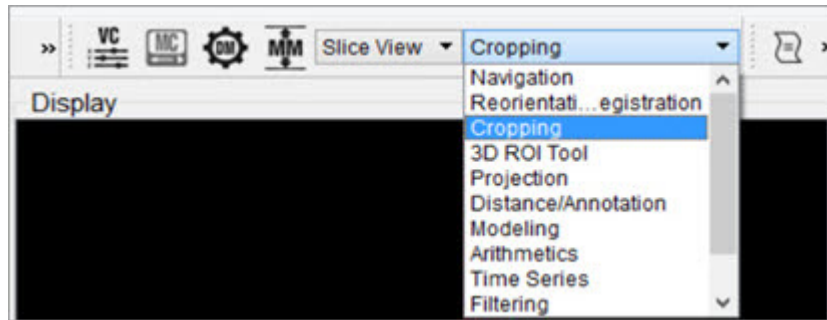 » VC MC DM MM Slice View Cropping »
Navigation
Display
Reorientati...egistration
Cropping
3D ROI Tool
Projection
Distance/Annotation
Modeling
Arithmetics
Time Series
Filtering